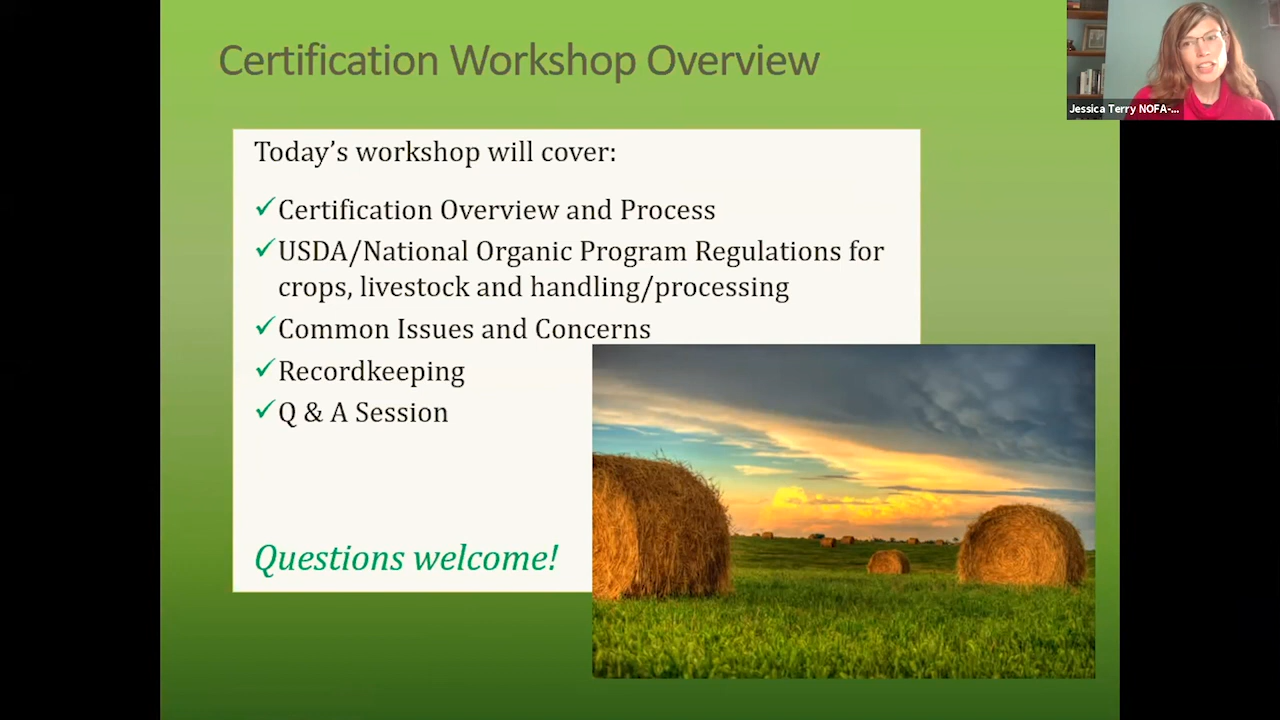 Certification Workshop Overview
Jessica Terry NOFA-...
Today's workshop will cover:
✓Certification Overview and Process
✓USDA/National Organic Program Regulations for
crops, livestock and handling/processing
✓Common Issues and Concerns
✓Recordkeeping
✓Q & A Session
Questions welcome!